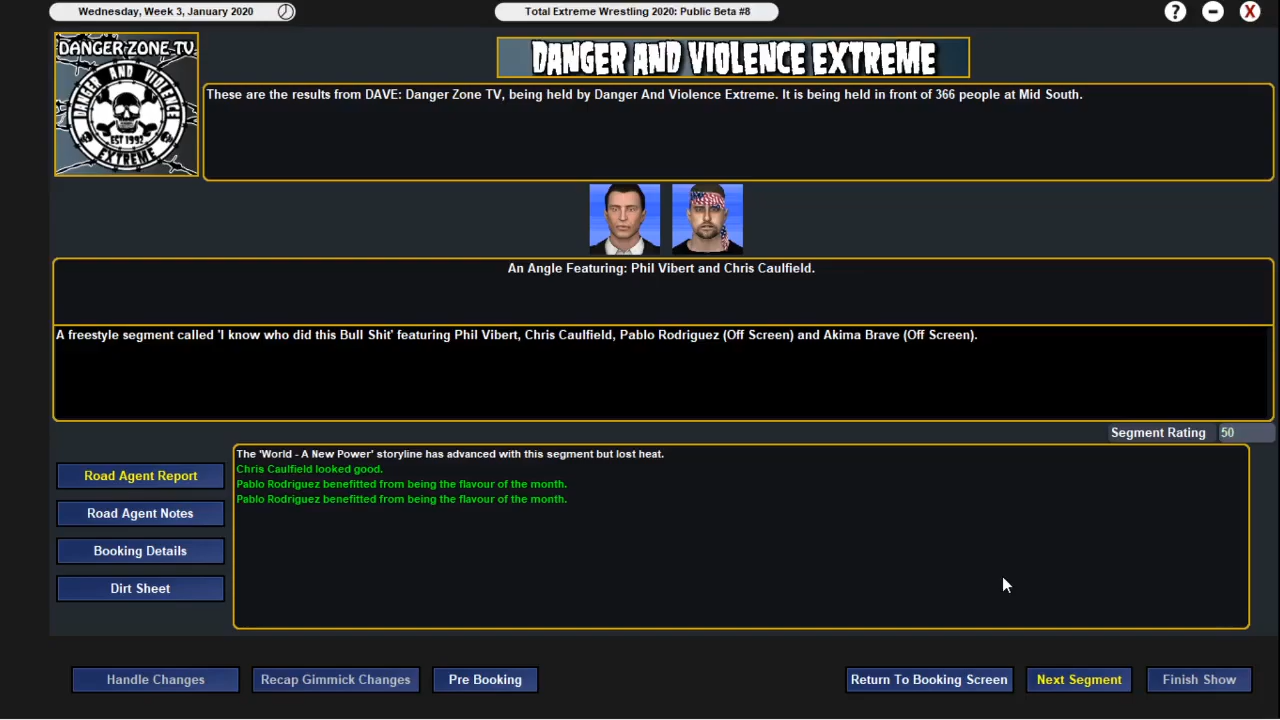 Wednesday, Week 3, January 2020
Total Extreme Wrestling 2020: Public Beta #8
?
X
DANGER ZONE TV
DANGER AND VIOLENCE
EST 1992
EXTREME
DANGER AND VIOLENCE EXTREME
These are the results from DAVE: Danger Zone TV, being held by Danger And Violence Extreme. It is being held in front of 366 people at Mid South.
An Angle Featuring: Phil Vibert and Chris Caulfield.
A freestyle segment called 'I know who did this Bull Shit' featuring Phil Vibert, Chris Caulfield, Pablo Rodriguez (Off Screen) and Akima Brave (Off Screen).
Segment Rating 50
The 'World - A New Power' storyline has advanced with this segment but lost heat.
Chris Caulfield looked good.
Pablo Rodriguez benefitted from being the flavour of the month.
Pablo Rodriguez benefitted from being the flavour of the month.
Road Agent Report
Road Agent Notes
Booking Details
Dirt Sheet
Handle Changes
Recap Gimmick Changes
Pre Booking
Return To Booking Screen
Next Segment
Finish Show